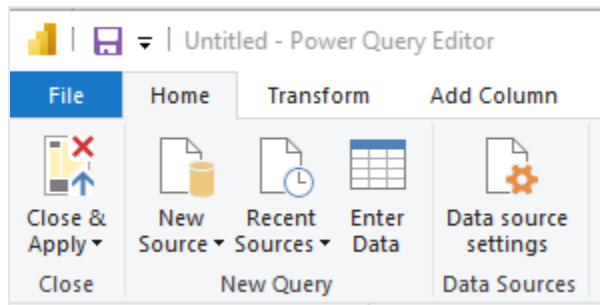 Untitled - Power Query Editor
File Home Transform Add Column
Close & Apply
New Source
Recent Sources
Enter Data
Data source settings
Close New Query Data Sources